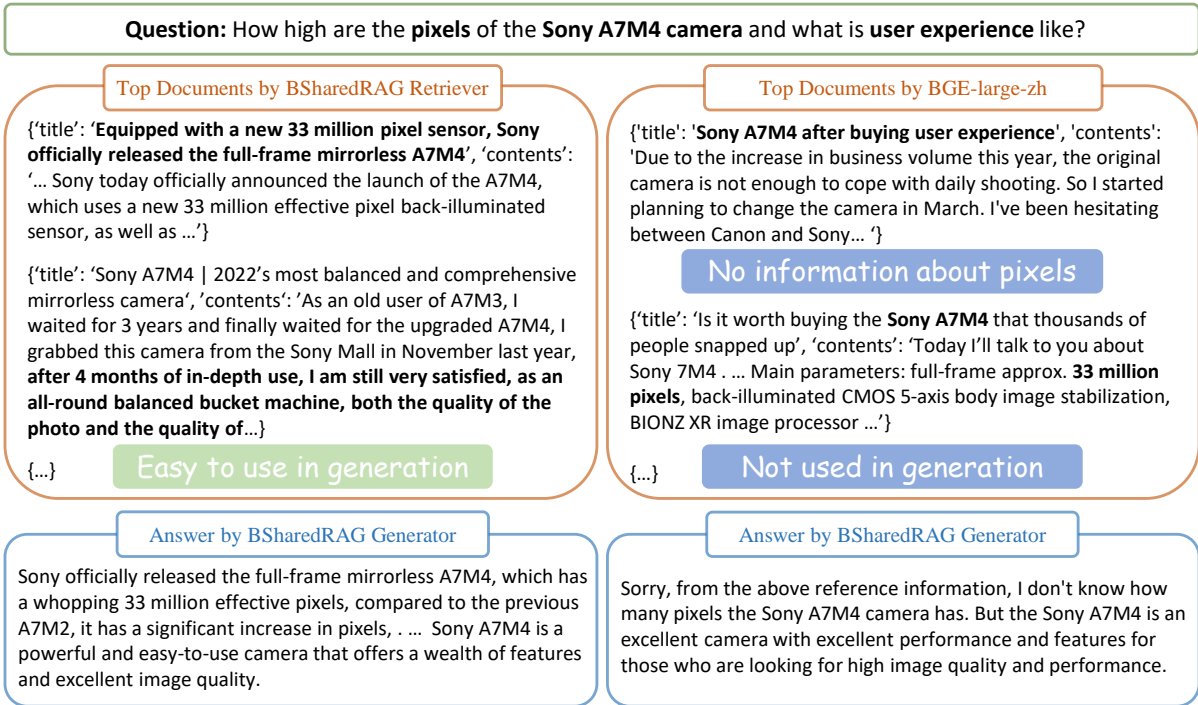 Question: How high are the pixels of the Sony A7M4 camera and what is user experience like?
Top Documents by BSharedRAG Retriever
{‘title’: ‘Equipped with a new 33 million pixel sensor, Sony
officially released the full-frame mirrorless A7M4’, ‘contents’:
‘... Sony today officially announced the launch of the A7M4,
which uses a new 33 million effective pixel back-illuminated
sensor, as well as ...’}
{‘title’: ‘Sony A7M4 | 2022’s most balanced and comprehensive
mirrorless camera‘, ’contents‘: ’As an old user of A7M3, I
waited for 3 years and finally waited for the upgraded A7M4, I
grabbed this camera from the Sony Mall in November last year,
after 4 months of in-depth use, I am still very satisfied, as an
all-round balanced bucket machine, both the quality of the
photo and the quality of...}
{...}
Easy to use in generation
Top Documents by BGE-large-zh
{'title': 'Sony A7M4 after buying user experience', 'contents':
'Due to the increase in business volume this year, the original
camera is not enough to cope with daily shooting. So I started
planning to change the camera in March. I've been hesitating
between Canon and Sony... ‘}
No information about pixels
{‘title’: ‘Is it worth buying the Sony A7M4 that thousands of
people snapped up’, ‘contents’: ‘Today I’ll talk to you about
Sony 7M4 . ... Main parameters: full-frame approx. 33 million
pixels, back-illuminated CMOS 5-axis body image stabilization,
BIONZ XR image processor ...’}
{...}
Not used in generation
Answer by BSharedRAG Generator
Sony officially released the full-frame mirrorless A7M4, which has
a whopping 33 million effective pixels, compared to the previous
A7M2, it has a significant increase in pixels, . ... Sony A7M4 is a
powerful and easy-to-use camera that offers a wealth of features
and excellent image quality.
Answer by BSharedRAG Generator
Sorry, from the above reference information, I don't know how
many pixels the Sony A7M4 camera has. But the Sony A7M4 is an
excellent camera with excellent performance and features for
those who are looking for high image quality and performance.